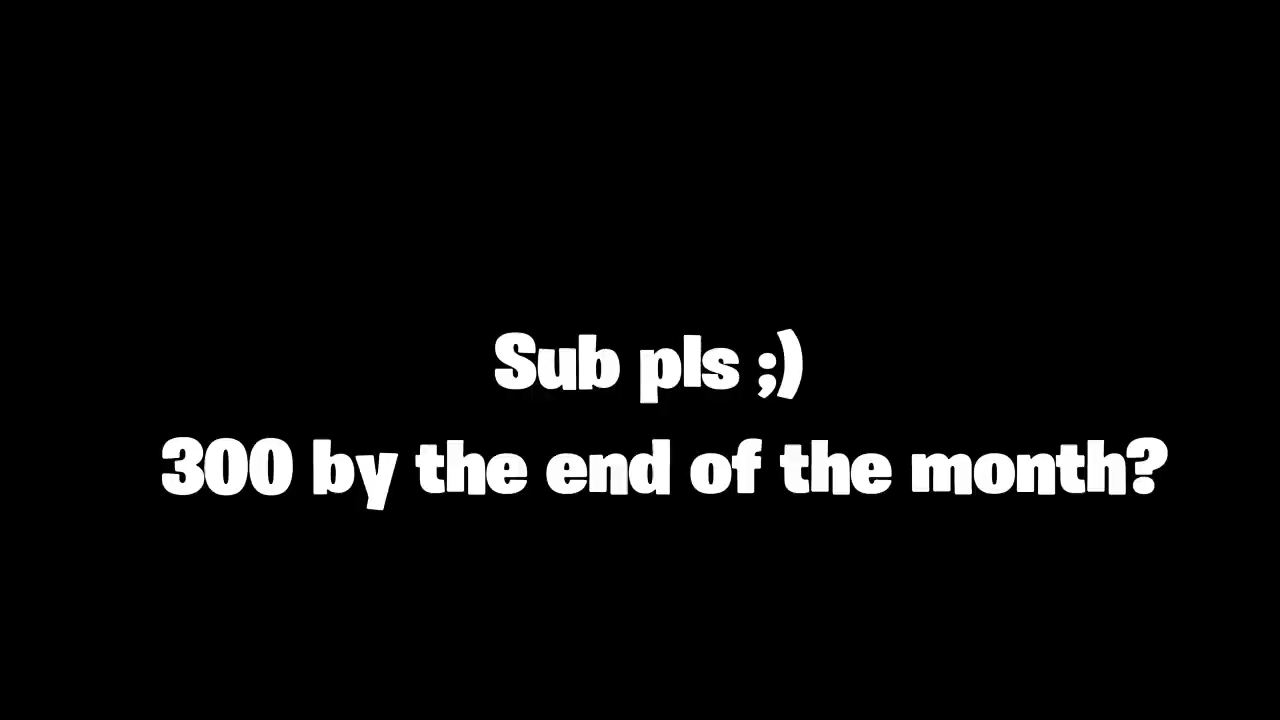 Sub pls ;)
300 by the end of the month?